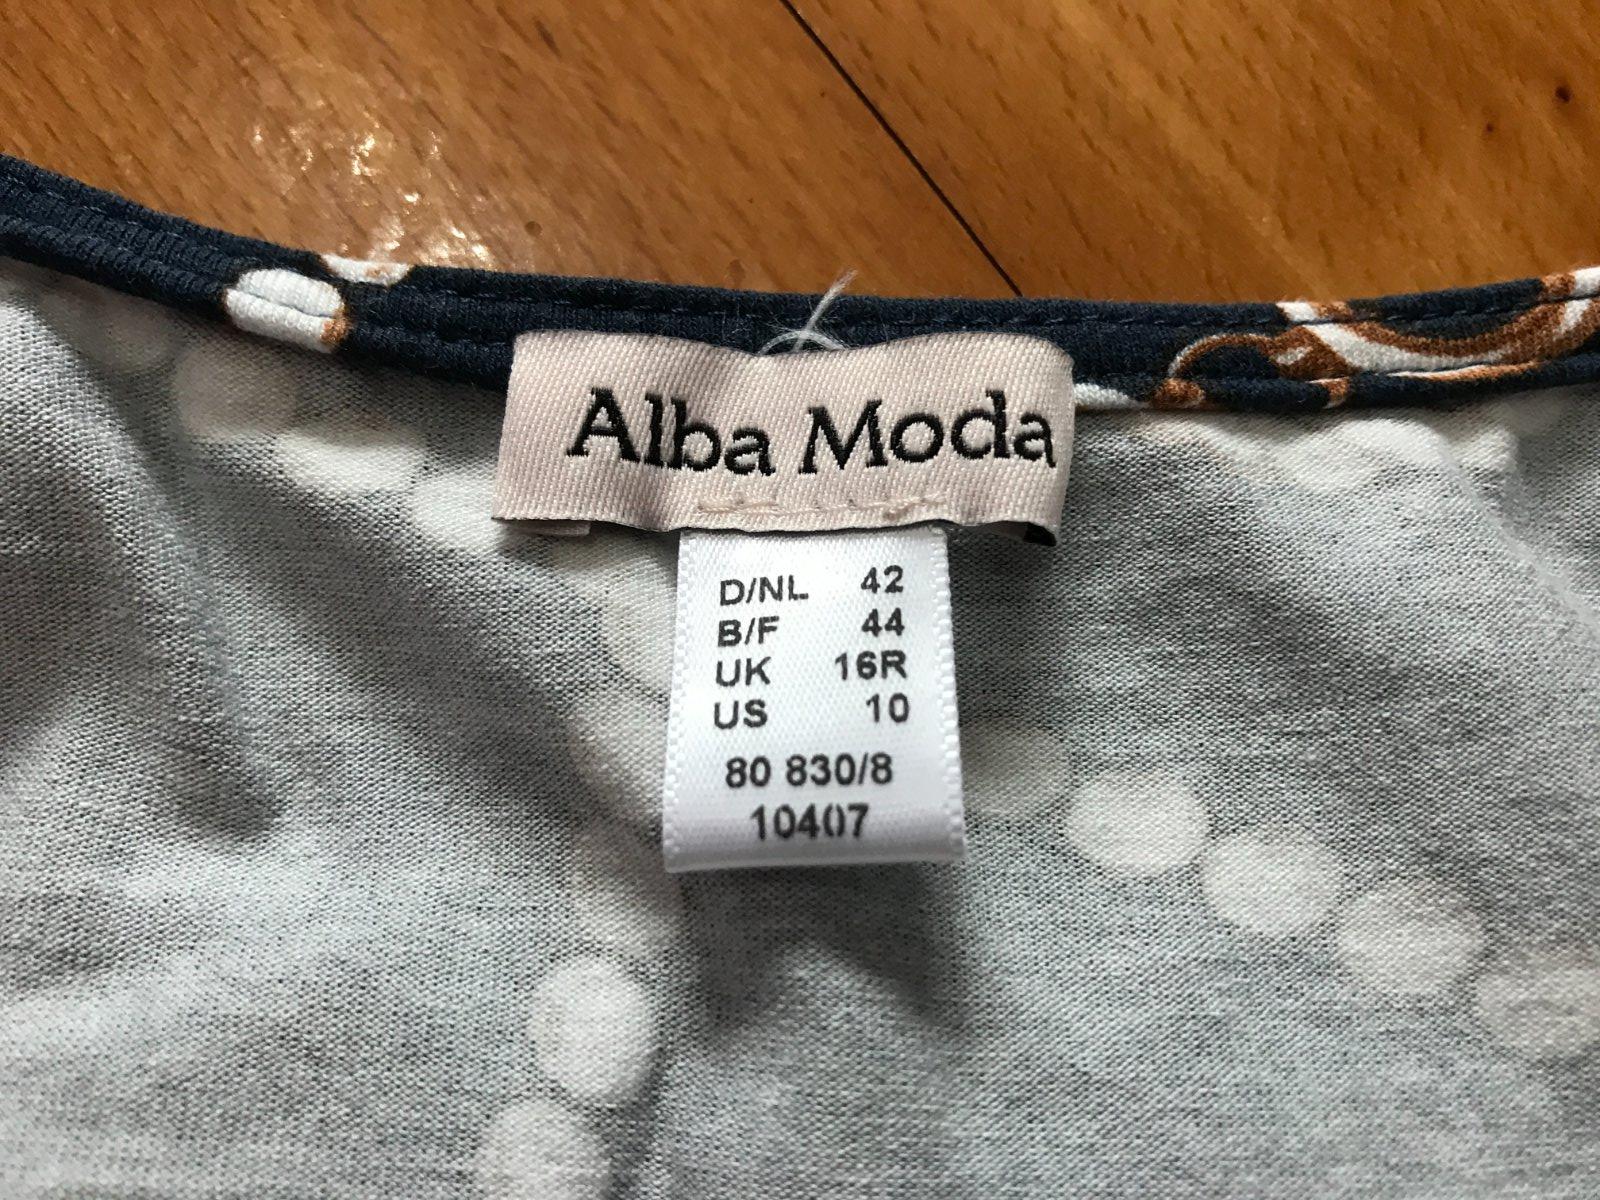 Alba Moda
D/NL 42
B/F 44
UK 16R
US 10
80 830/8
10407